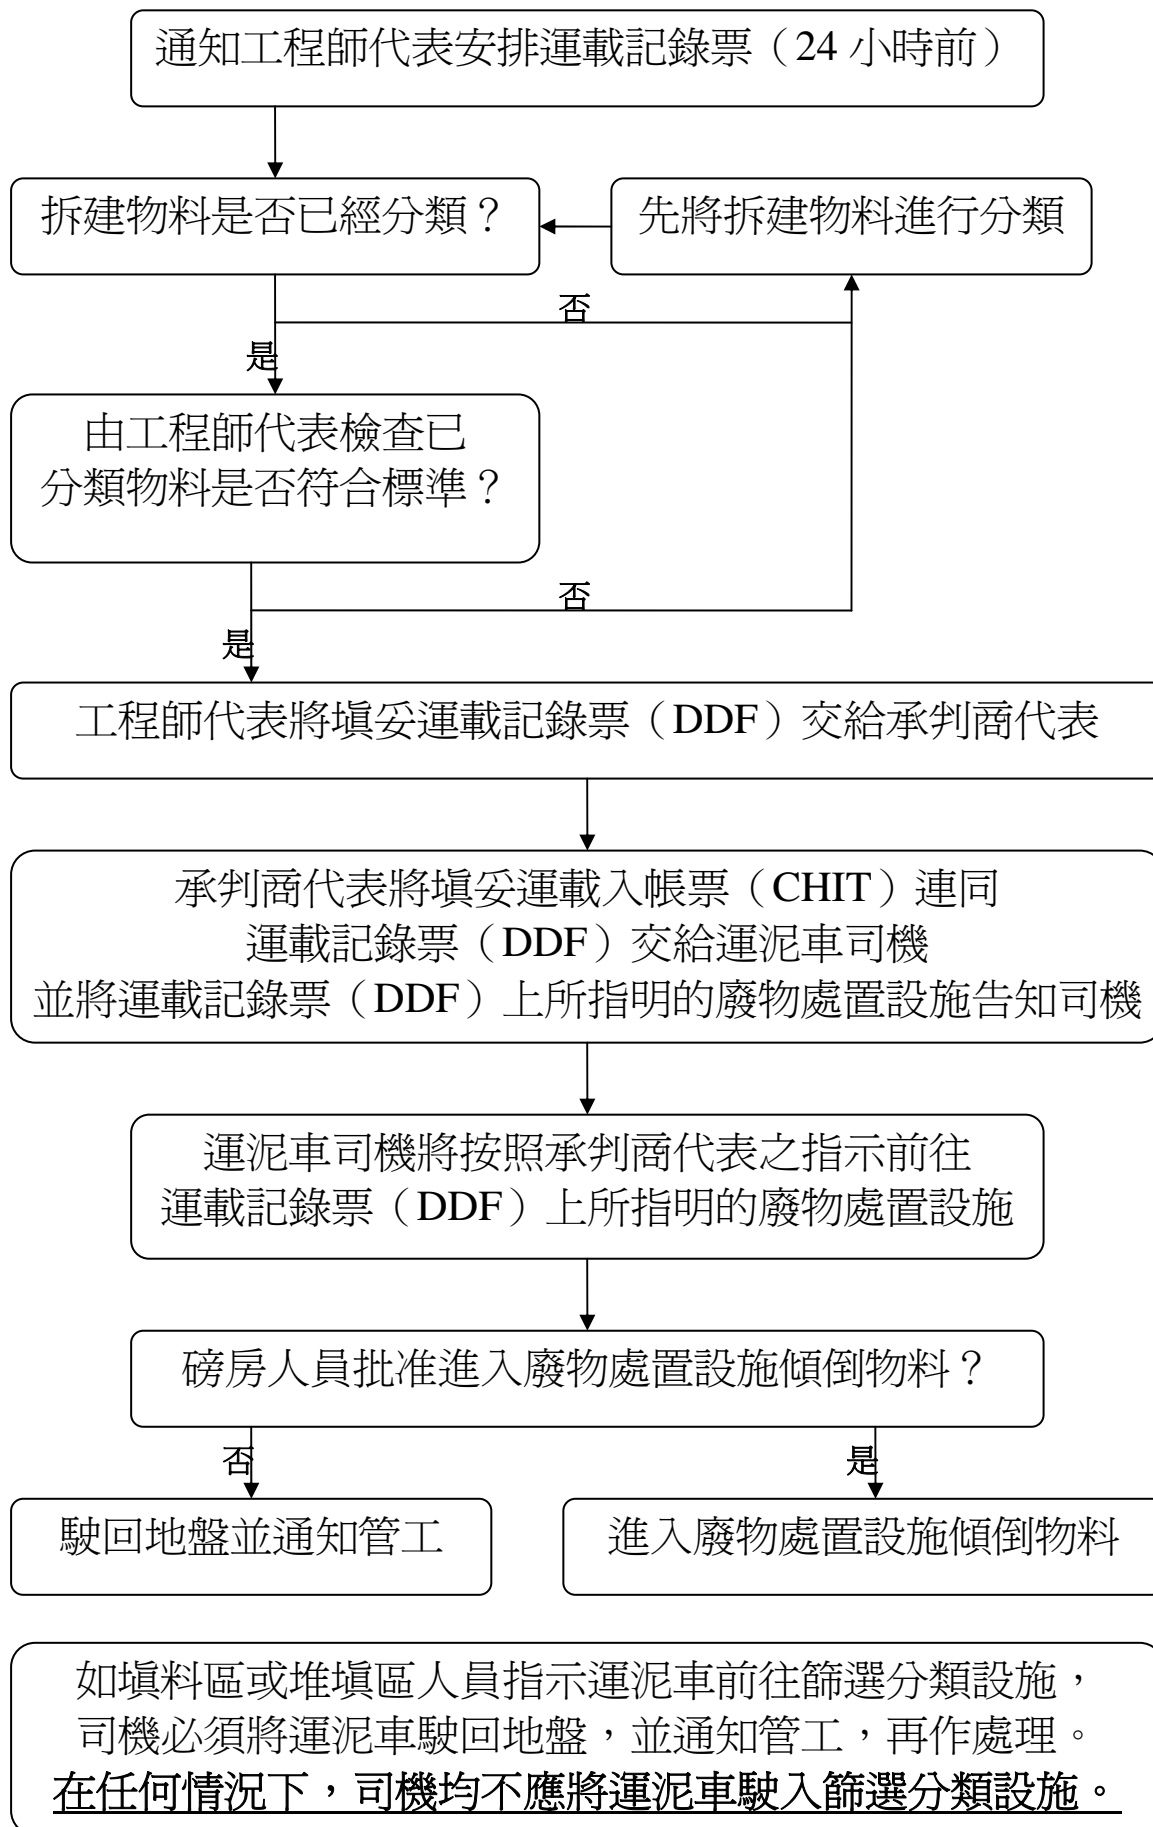 通知工程師代表安排運載記錄票（24 小時前）
拆建物料是否已經分類？
先將拆建物料進行分類
否
是
由工程師代表檢查已
分類物料是否符合標準？
否
是
工程師代表將填妥運載記錄票（DDF）交給承判商代表
承判商代表將填妥運載入帳票（CHIT）連同
運載記錄票（DDF）交給運泥車司機
並將運載記錄票（DDF）上所指明的廢物處置設施告知司機
運泥車司機將按照承判商代表之指示前往
運載記錄票（DDF）上所指明的廢物處置設施
磅房人員批准進入廢物處置設施傾倒物料？
否
是
駛回地盤並通知管工
進入廢物處置設施傾倒物料
如填料區或堆填區人員指示運泥車前往篩選分類設施，
司機必須將運泥車駛回地盤，並通知管工，再作處理。
在任何情況下，司機均不應將運泥車駛入篩選分類設施。